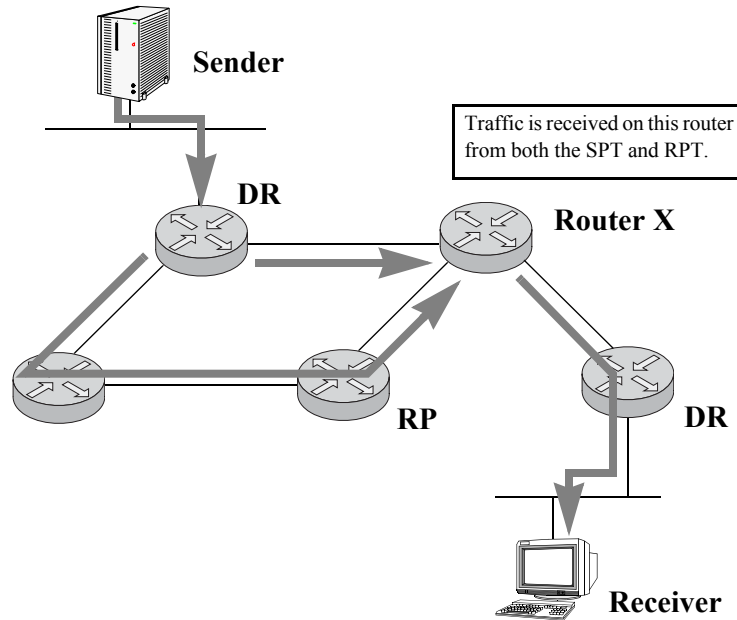 Sender
Traffic is received on this router
from both the SPT and RPT.
DR
Router X
RP
DR
Receiver